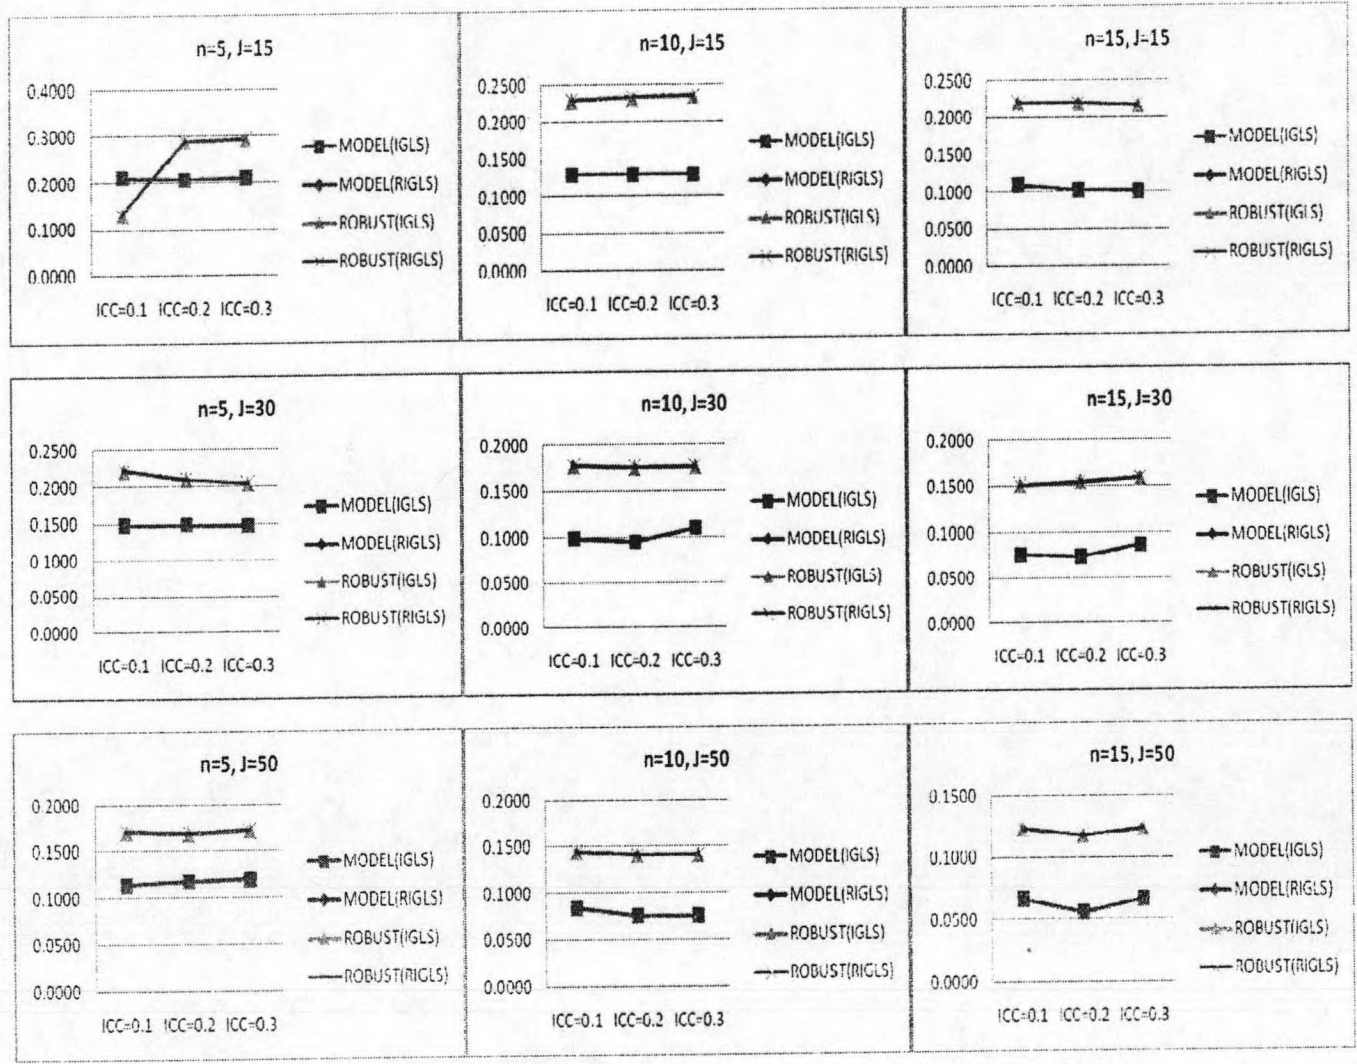 n=5, J=15
0.4000
0.3000
0.2000
0.1000
0.0000
ICC=0.1 ICC=0.2 ICC=0.3
MODEL(IGLS)
MODEL(RIGLS)
ROBUST(IGLS)
ROBUST(RIGLS)
n=10, J=15
0.2500
0.2000
0.1500
0.1000
0.0500
0.0000
ICC=0.1 ICC=0.2 ICC=0.3
MODEL(IGLS)
MODEL(RIGLS)
ROBUST(IGLS)
ROBUST(RIGLS)
n=15, J=15
0.2500
0.2000
0.1500
0.1000
0.0500
0.0000
ICC=0.1 ICC=0.2 ICC=0.3
MODEL(IGLS)
MODEL(RIGLS)
ROBUST(IGLS)
ROBUST(RIGLS)
n=5, J=30
0.2500
0.2000
0.1500
0.1000
0.0500
0.0000
ICC=0.1 ICC=0.2 ICC=0.3
MODEL(IGLS)
MODEL(RIGLS)
ROBUST(IGLS)
ROBUST(RIGLS)
n=10, J=30
0.2000
0.1500
0.1000
0.0500
0.0000
ICC=0.1 ICC=0.2 ICC=0.3
MODEL(IGLS)
MODEL(RIGLS)
ROBUST(IGLS)
ROBUST(RIGLS)
n=15, J=30
0.2000
0.1500
0.1000
0.0500
0.0000
ICC=0.1 ICC=0.2 ICC=0.3
MODEL(IGLS)
MODEL(RIGLS)
ROBUST(IGLS)
ROBUST(RIGLS)
n=5, J=50
0.2000
0.1500
0.1000
0.0500
0.0000
ICC=0.1 ICC=0.2 ICC=0.3
MODEL(IGLS)
MODEL(RIGLS)
ROBUST(IGLS)
ROBUST(RIGLS)
n=10, J=50
0.2000
0.1500
0.1000
0.0500
0.0000
ICC=0.1 ICC=0.2 ICC=0.3
MODEL(IGLS)
MODEL(RIGLS)
ROBUST(IGLS)
ROBUST(RIGLS)
n=15, J=50
0.1500
0.1000
0.0500
0.0000
ICC=0.1 ICC=0.2 ICC=0.3
MODEL(IGLS)
MODEL(RIGLS)
ROBUST(IGLS)
ROBUST(RIGLS)